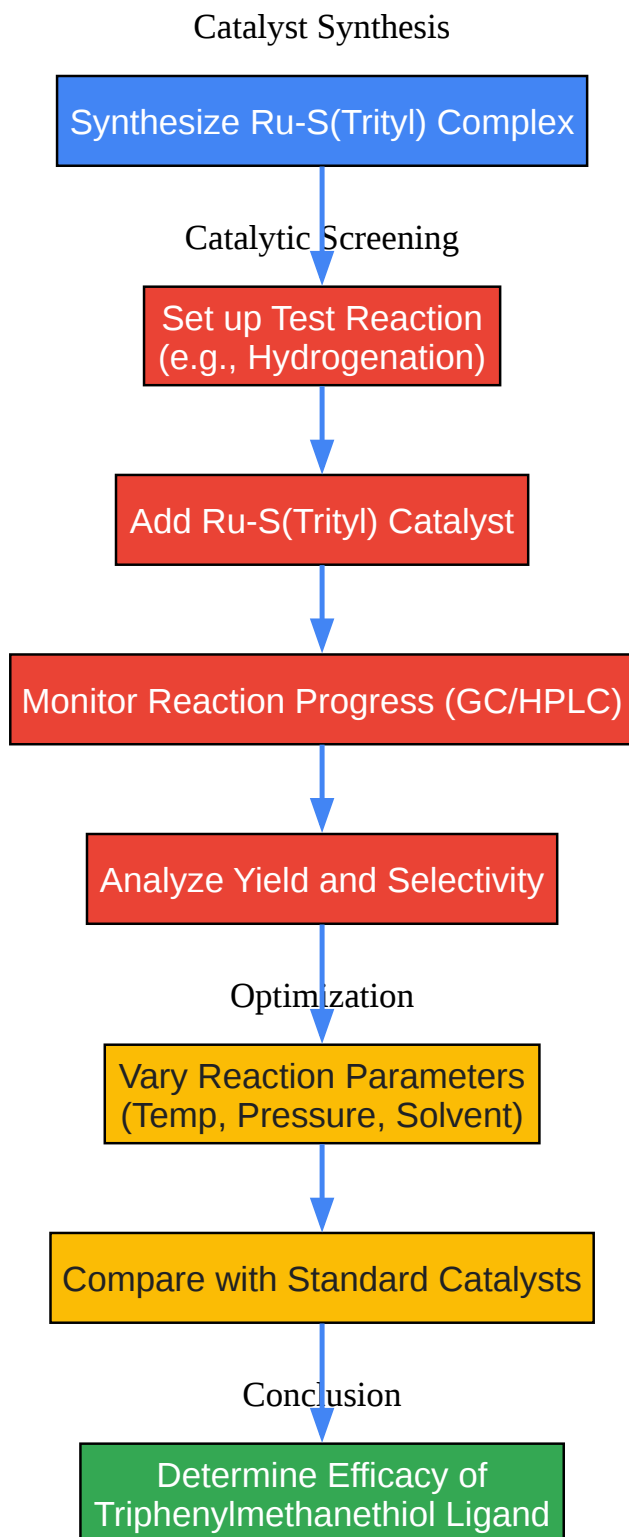 Catalyst Synthesis
Synthesize Ru-S(Trityl) Complex
Catalytic Screening
Set up Test Reaction
(e.g., Hydrogenation)
Add Ru-S(Trityl) Catalyst
Monitor Reaction Progress (GC/HPLC)
Analyze Yield and Selectivity
Optimization
Vary Reaction Parameters
(Temp, Pressure, Solvent)
Compare with Standard Catalysts
Conclusion
Determine Efficacy of
Triphenylmethanethiol Ligand